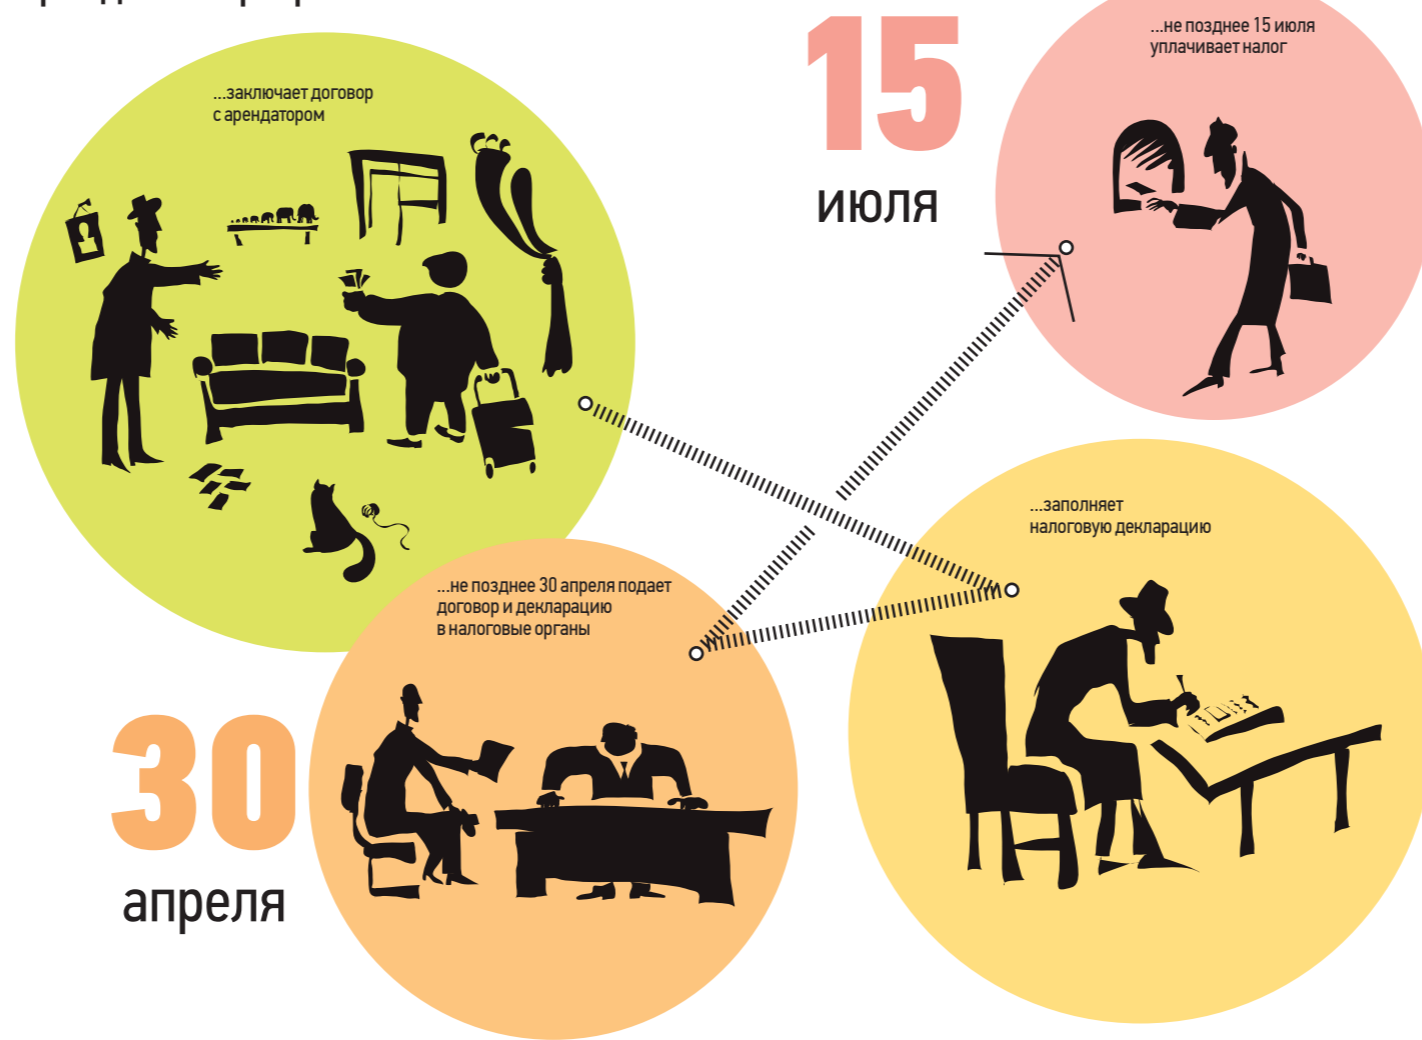 ...заключает договор
с арендатором
15
июля
...не позднее 15 июля
уплачивает налог
...заполняет
налоговую декларацию
...не позднее 30 апреля подает
договор и декларацию
в налоговые органы
30
апреля